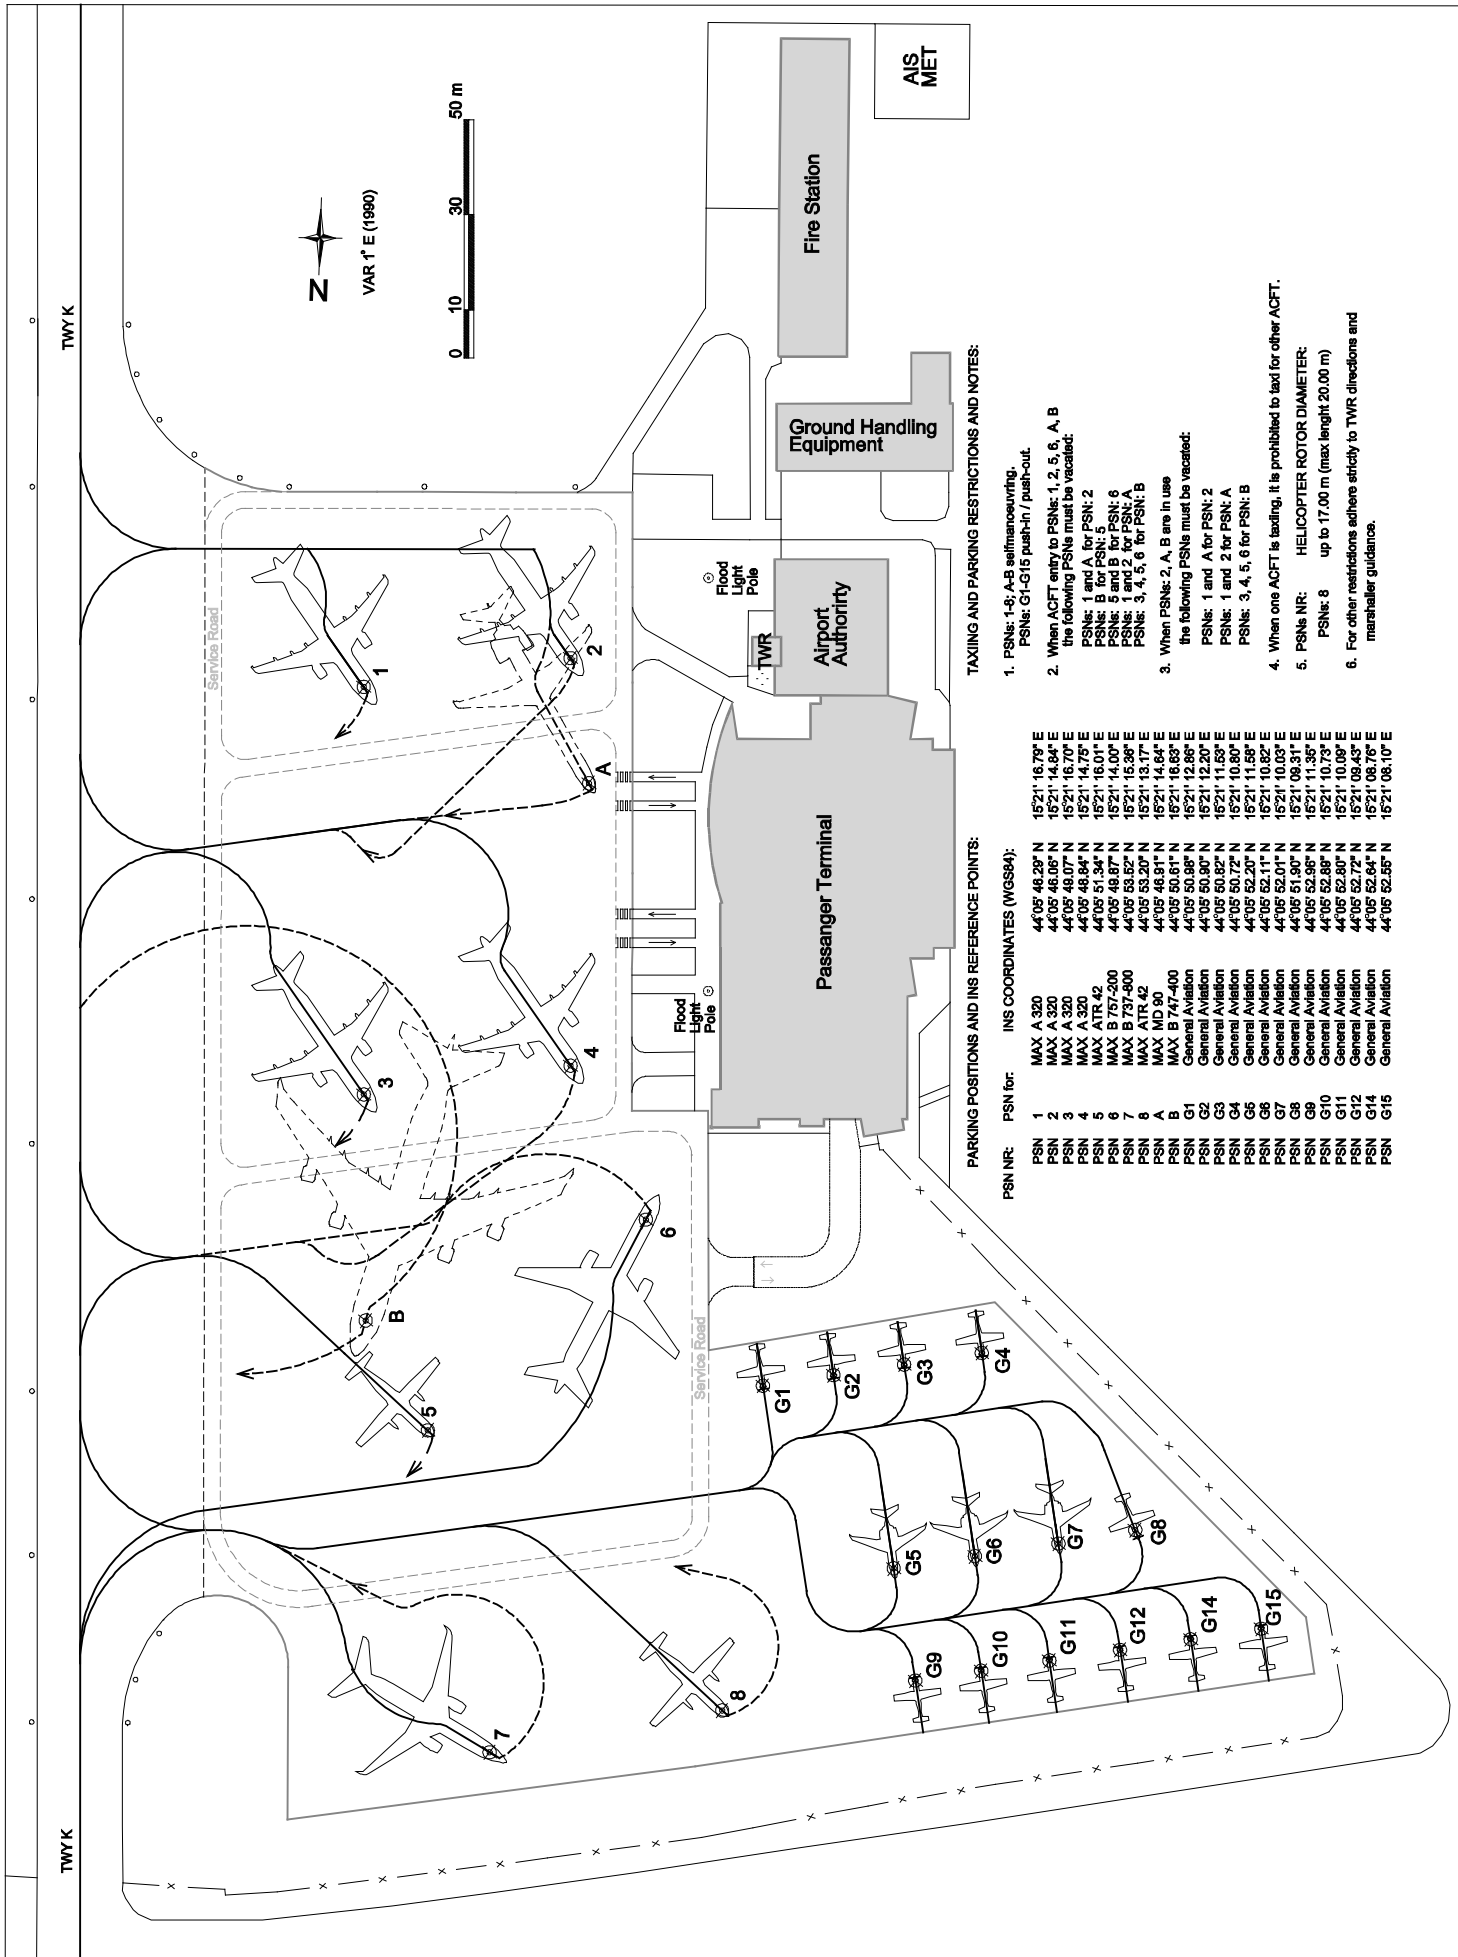 TWY K
TWY K
N
VAR 1° E (1990)
0 10 30 50 m
Service Road
Service Road
1
2
A
3
4
B
5
6
7
8
G1
G2
G3
G4
G5
G6
G7
G8
G9
G10
G11
G12
G14
G15
Flood
Light
Pole
Flood
Light
Pole
TWR
Airport
Authorirty
Passanger Terminal
Ground Handling
Equipment
Fire Station
AIS
MET
PARKING POSITIONS AND INS REFERENCE POINTS:
PSN NR: PSN for: INS COORDINATES (WGS84):
PSN 1 MAX A 320 44°05' 48.29" N 15°21' 16.79" E
PSN 2 MAX A 320 44°05' 46.06" N 15°21' 14.84" E
PSN 3 MAX A 320 44°05' 49.07" N 15°21' 16.70" E
PSN 4 MAX A 320 44°05' 48.84" N 15°21' 14.75" E
PSN 5 MAX ATR 42 44°05' 51.34" N 15°21' 16.01" E
PSN 6 MAX B 757-200 44°05' 49.87" N 15°21' 14.00" E
PSN 7 MAX B 737-800 44°05' 53.52" N 15°21' 15.36" E
PSN 8 MAX ATR 42 44°05' 53.20" N 15°21' 13.17" E
PSN A MAX MD 90 44°05' 46.91" N 15°21' 14.64" E
PSN B MAX B 747-400 44°05' 50.61" N 15°21' 16.63" E
PSN G1 General Aviation 44°05' 50.98" N 15°21' 12.86" E
PSN G2 General Aviation 44°05' 50.90" N 15°21' 12.20" E
PSN G3 General Aviation 44°05' 50.82" N 15°21' 11.53" E
PSN G4 General Aviation 44°05' 50.72" N 15°21' 10.80" E
PSN G5 General Aviation 44°05' 52.20" N 15°21' 11.58" E
PSN G6 General Aviation 44°05' 52.11" N 15°21' 10.82" E
PSN G7 General Aviation 44°05' 52.01" N 15°21' 10.03" E
PSN G8 General Aviation 44°05' 51.90" N 15°21' 09.31" E
PSN G9 General Aviation 44°05' 52.96" N 15°21' 11.35" E
PSN G10 General Aviation 44°05' 52.89" N 15°21' 10.73" E
PSN G11 General Aviation 44°05' 52.80" N 15°21' 10.09" E
PSN G12 General Aviation 44°05' 52.72" N 15°21' 09.43" E
PSN G14 General Aviation 44°05' 52.64" N 15°21' 08.76" E
PSN G15 General Aviation 44°05' 52.55" N 15°21' 08.10" E
TAXIING AND PARKING RESTRICTIONS AND NOTES:
1. PSNs: 1-8; A-B selfmanoeuvring.
PSNs: G1-G15 push-in / push-out.
2. When ACFT entry to PSNs: 1, 2, 5, 6, A, B
the following PSNs must be vacated:
PSNs: 1 and A for PSN: 2
PSNs: B for PSN: 5
PSNs: 5 and B for PSN: 6
PSNs: 1 and 2 for PSN: A
PSNs: 3, 4, 5, 6 for PSN: B
3. When PSNs: 2, A, B are in use
the following PSNs must be vacated:
PSNs: 1 and A for PSN: 2
PSNs: 1 and 2 for PSN: A
PSNs: 3, 4, 5, 6 for PSN: B
4. When one ACFT is taxiing, it is prohibited to taxi for other ACFT.
5. PSNs NR: HELICOPTER ROTOR DIAMETER:
PSNs: 8 up to 17.00 m (max lenght 20.00 m)
6. For other restrictions adhere strictly to TWR directions and
marshaller guidance.